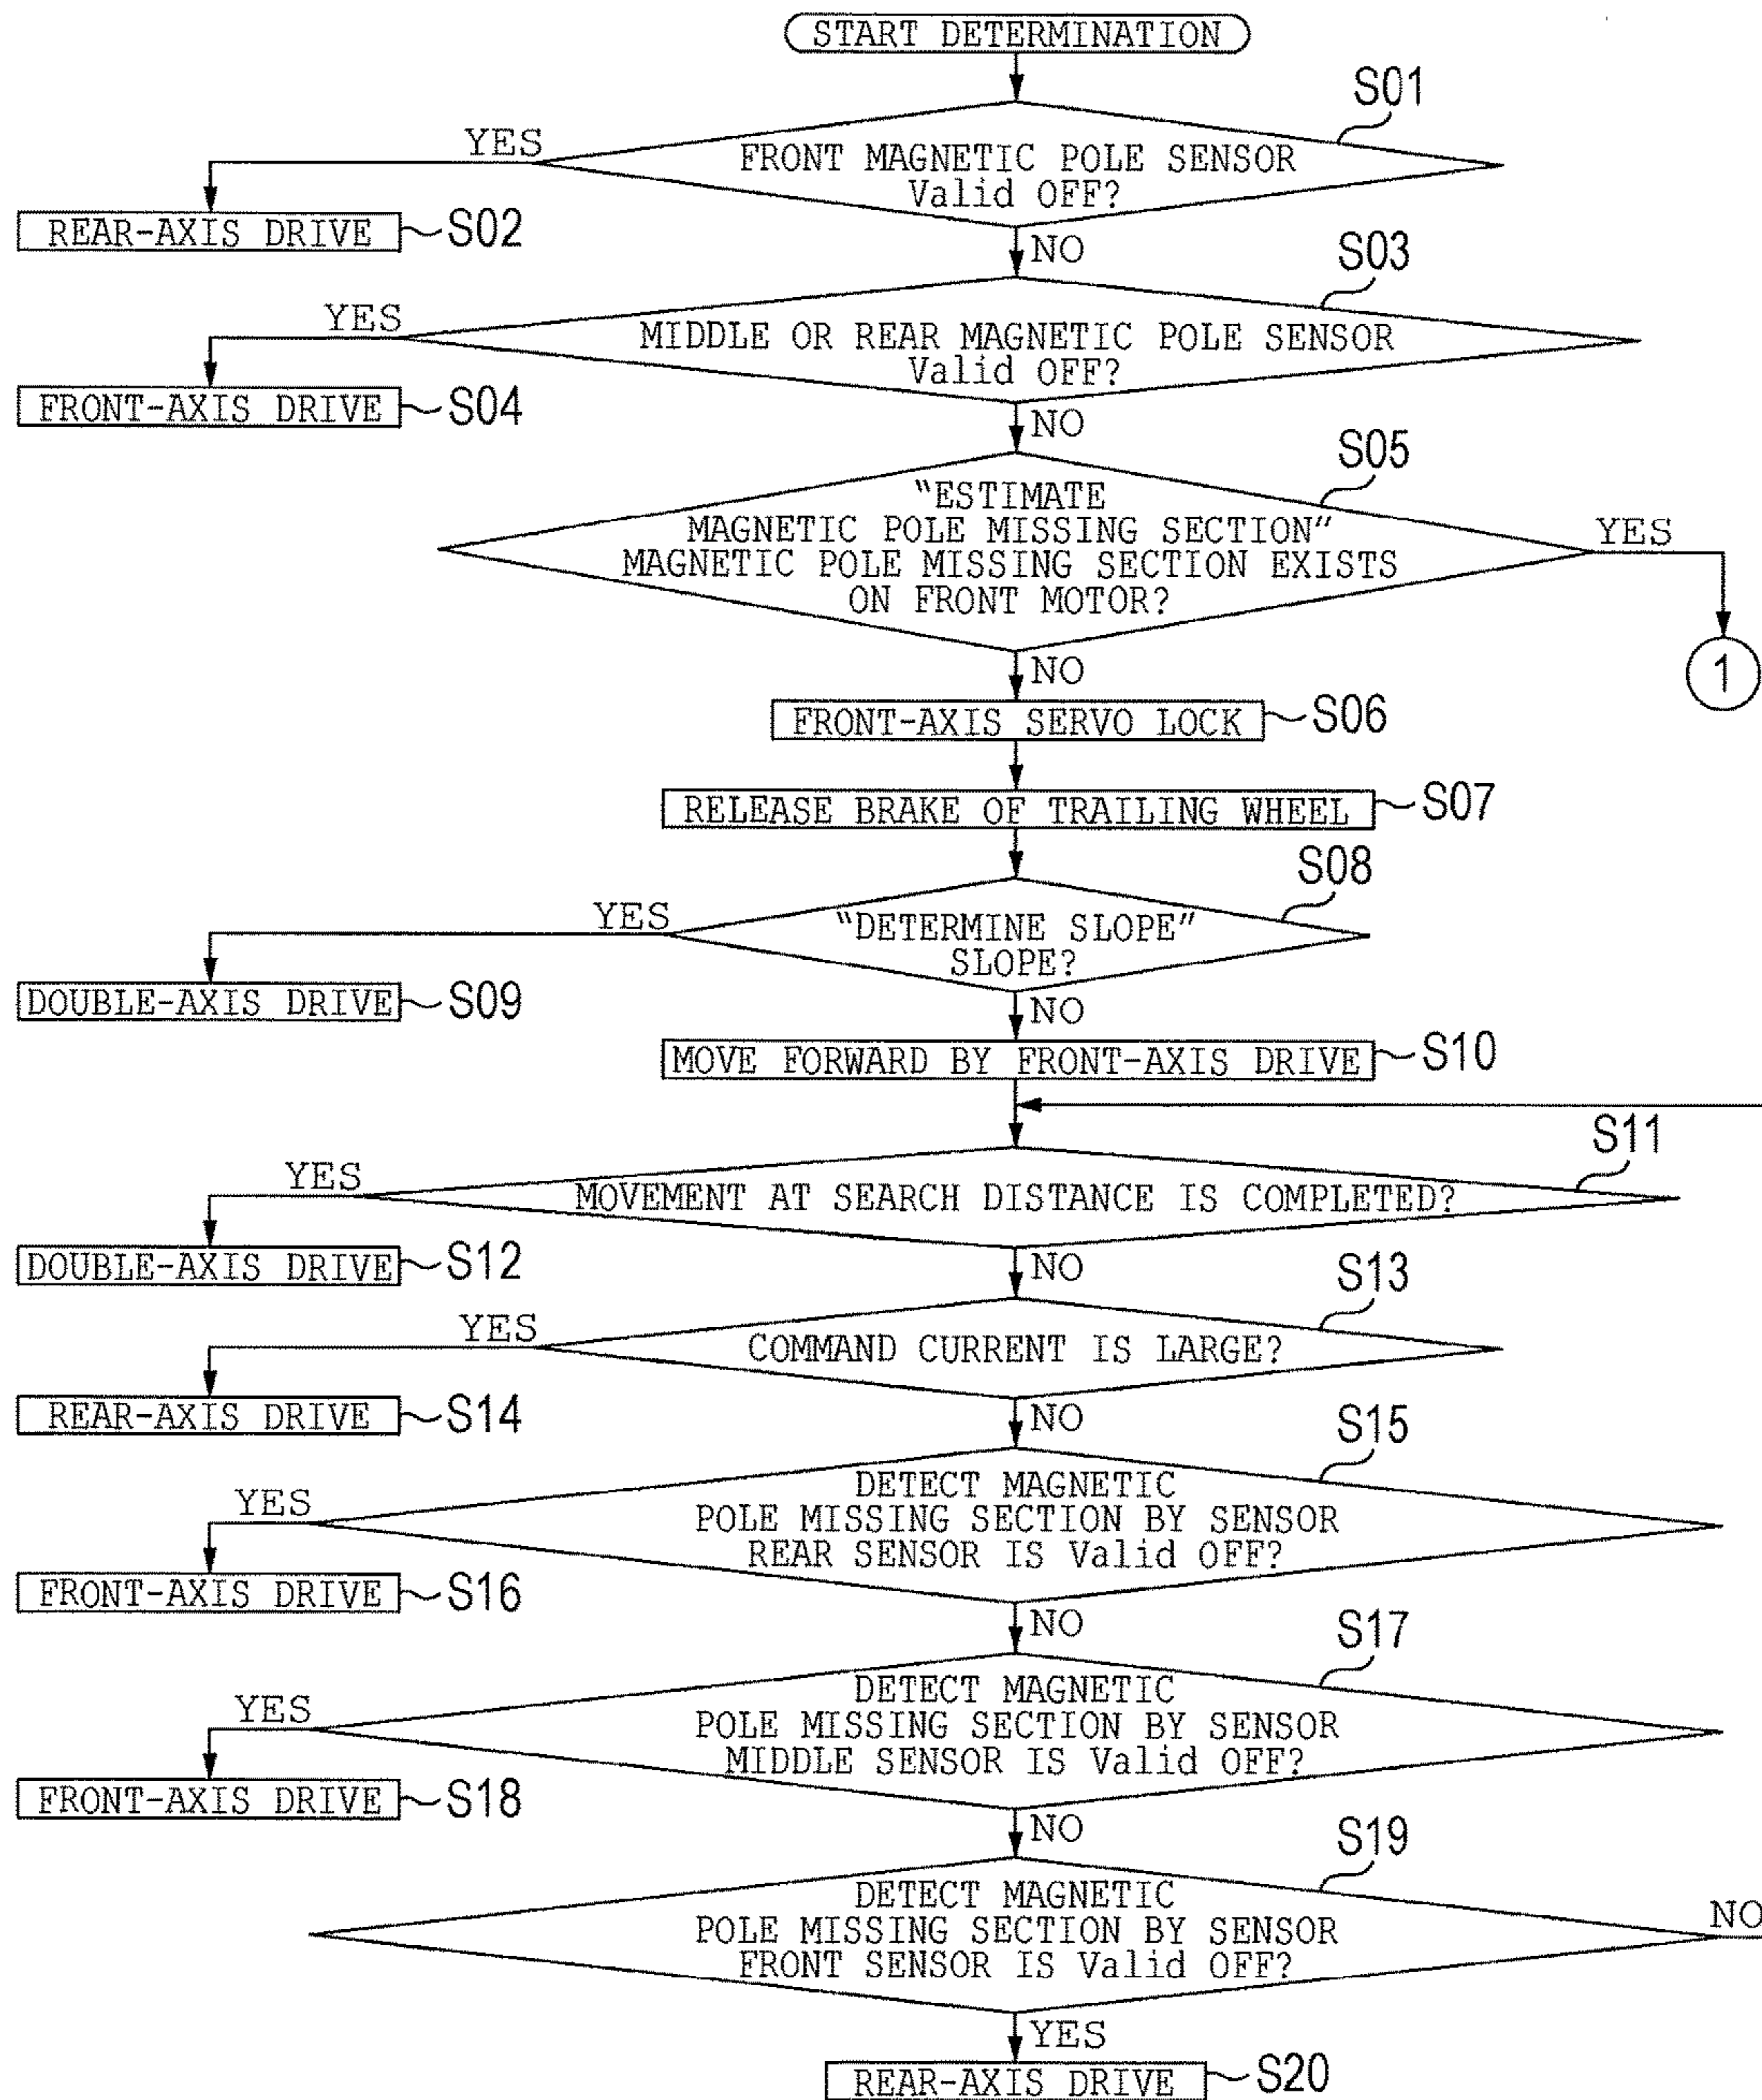 START DETERMINATION
S01
YES
FRONT MAGNETIC POLE SENSOR
Valid OFF?
REAR-AXIS DRIVE
S02
NO
S03
YES
MIDDLE OR REAR MAGNETIC POLE SENSOR
Valid OFF?
FRONT-AXIS DRIVE
S04
NO
S05
"ESTIMATE
MAGNETIC POLE MISSING SECTION"
MAGNETIC POLE MISSING SECTION EXISTS
ON FRONT MOTOR?
YES
1
NO
FRONT-AXIS SERVO LOCK
S06
RELEASE BRAKE OF TRAILING WHEEL
S07
S08
YES
"DETERMINE SLOPE"
SLOPE?
DOUBLE-AXIS DRIVE
S09
NO
MOVE FORWARD BY FRONT-AXIS DRIVE
S10
S11
YES
MOVEMENT AT SEARCH DISTANCE IS COMPLETED?
DOUBLE-AXIS DRIVE
S12
NO
S13
YES
COMMAND CURRENT IS LARGE?
REAR-AXIS DRIVE
S14
NO
S15
YES
DETECT MAGNETIC
POLE MISSING SECTION BY SENSOR
REAR SENSOR IS Valid OFF?
FRONT-AXIS DRIVE
S16
NO
S17
YES
DETECT MAGNETIC
POLE MISSING SECTION BY SENSOR
MIDDLE SENSOR IS Valid OFF?
FRONT-AXIS DRIVE
S18
NO
S19
DETECT MAGNETIC
POLE MISSING SECTION BY SENSOR
FRONT SENSOR IS Valid OFF?
NO
YES
REAR-AXIS DRIVE
S20